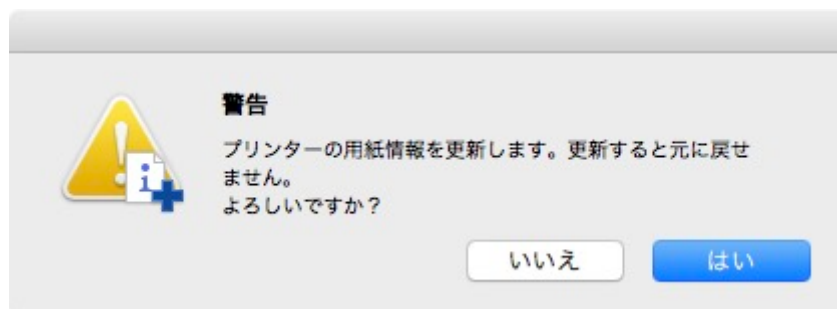 警告
プリンターの用紙情報を更新します。更新すると元に戻せ
ません。
よろしいですか？
いいえ
はい